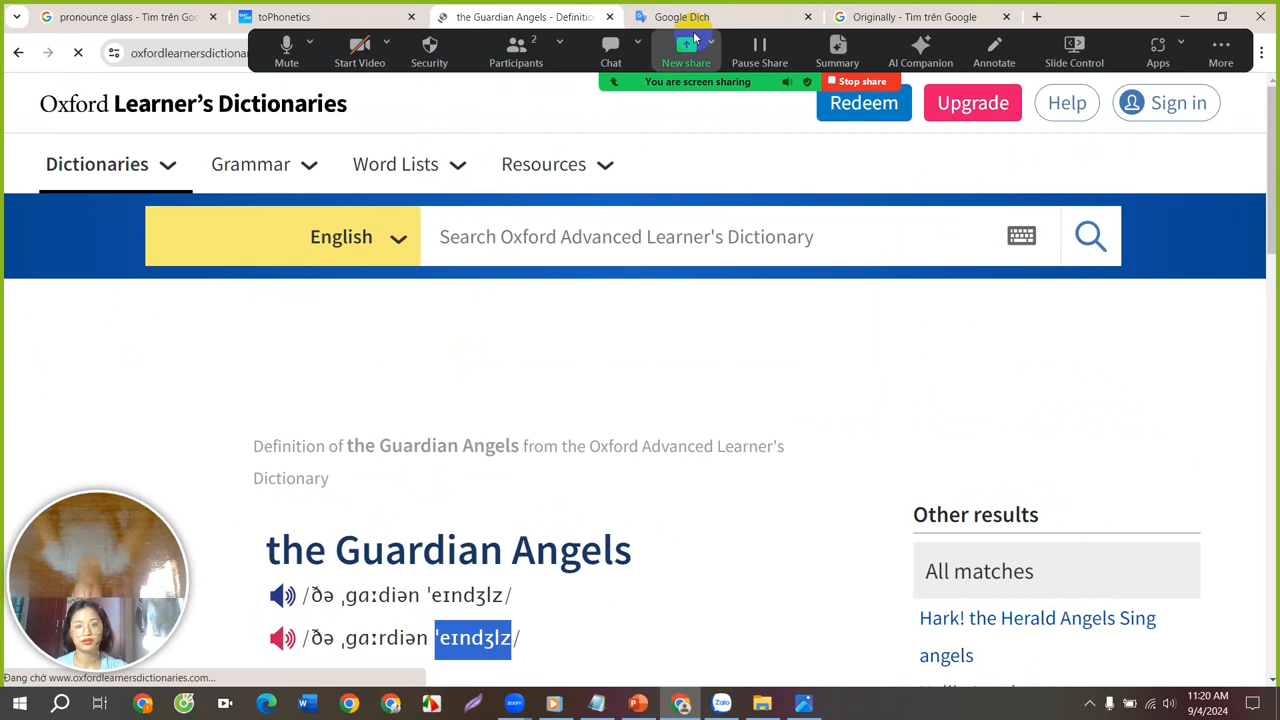 pronounce glass - Tìm trên G
toPhonetics
the Guardian Angels - Definitio
Google Dịch
Originally - Tìm trên Google
oxfordlearnersdictionar
Mute
Start Video
Security
2
Participants
Chat
New share
Pause Share
Summary
AI Companion
Annotate
Slide Control
Apps
More
You are screen sharing
Stop share
Oxford Learner's Dictionaries
Redeem
Upgrade
Help
Sign in
Dictionaries
Grammar
Word Lists
Resources
English
Search Oxford Advanced Learner's Dictionary
Definition of the Guardian Angels from the Oxford Advanced Learner's
Dictionary
the Guardian Angels
/ðə ˌɡɑːdiən ˈeɪndʒlz/
/ðə ˌɡɑːrdiən ˈeɪndʒlz/
Other results
All matches
Hark! the Herald Angels Sing
angels
Đang chờ www.oxfordlearnersdictionaries.com...
zoom
Zalo
11:20 AM
9/4/2024